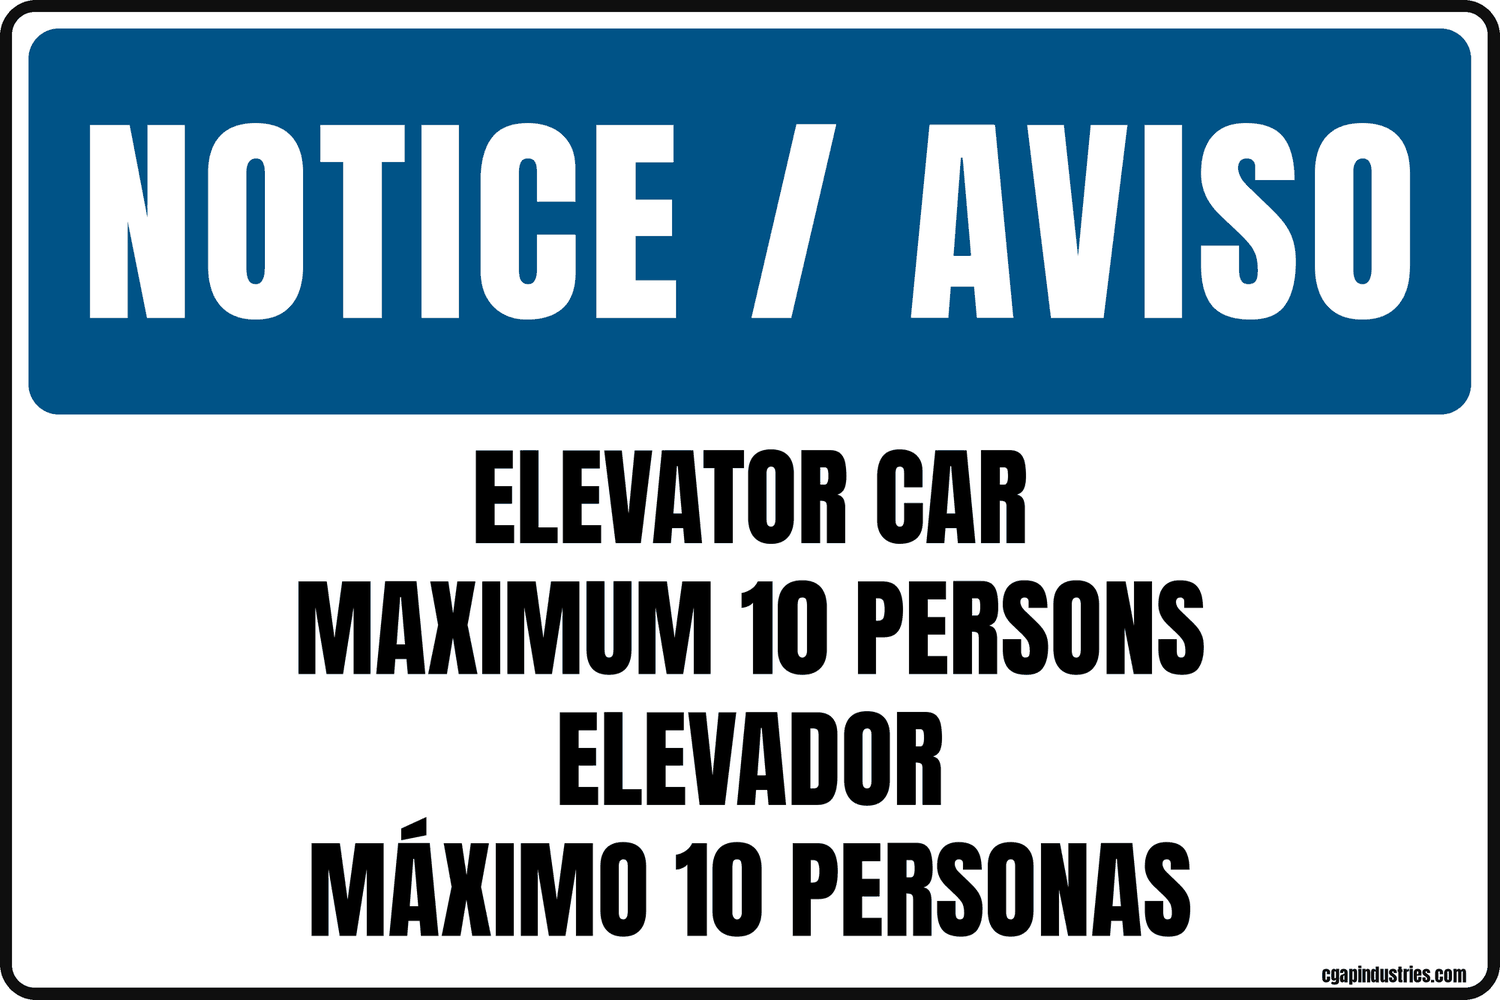 NOTICE / AVISO
ELEVATOR CAR
MAXIMUM 10 PERSONS
ELEVADOR
MÁXIMO 10 PERSONAS
cgapindustries.com